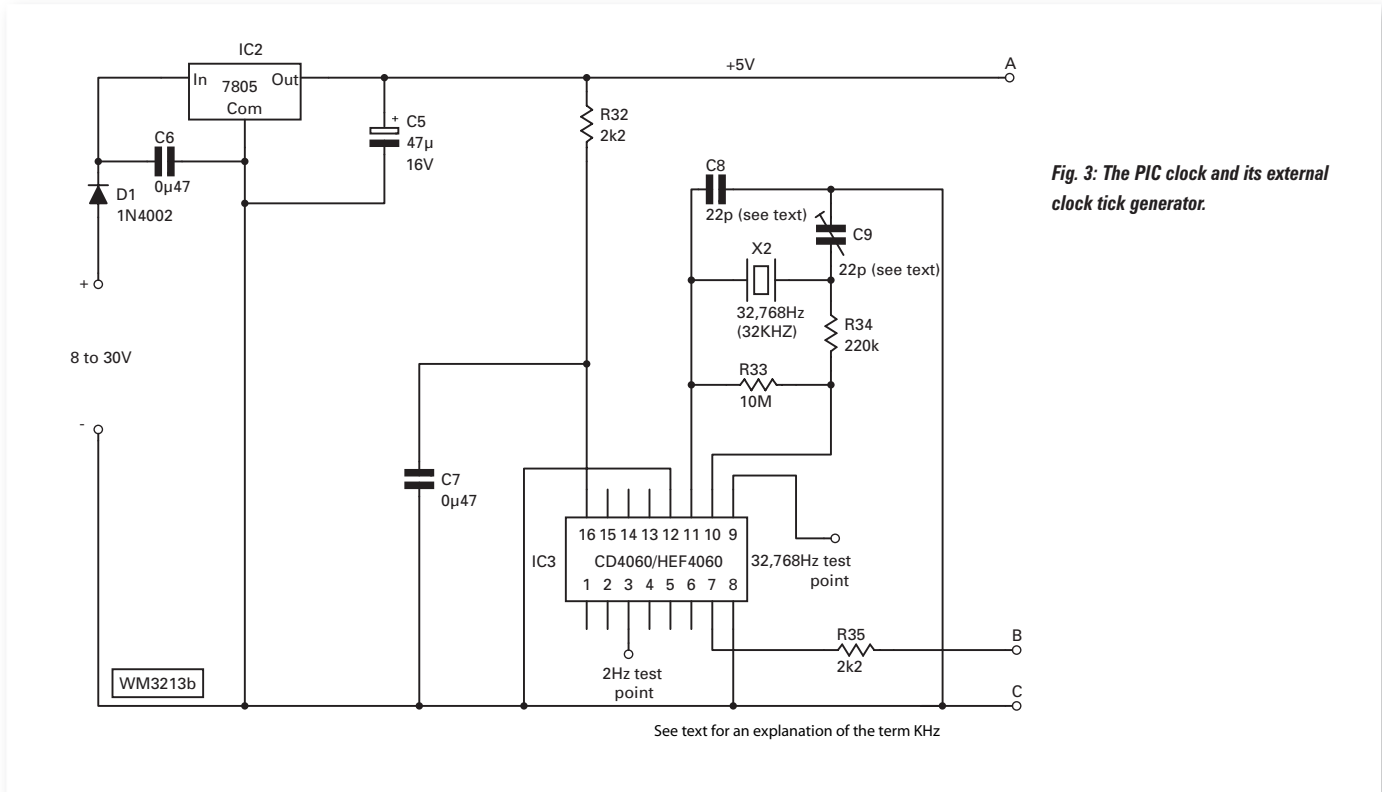 IC2
In
7805
Out
Com
+5V
A
C6
0µ47
+
C5
47µ
16V
R32
2k2
D1
1N4002
C8
22p (see text)
C9
22p (see text)
X2
32,768Hz
(32KHZ)
R34
220k
R33
10M
+
8 to 30V
-
C7
0µ47
16 15 14 13 12 11 10 9
IC3
CD4060/HEF4060
1 2 3 4 5 6 7 8
32,768Hz test
point
2Hz test
point
R35
2k2
B
C
WM3213b
See text for an explanation of the term KHz
Fig. 3: The PIC clock and its external
clock tick generator.